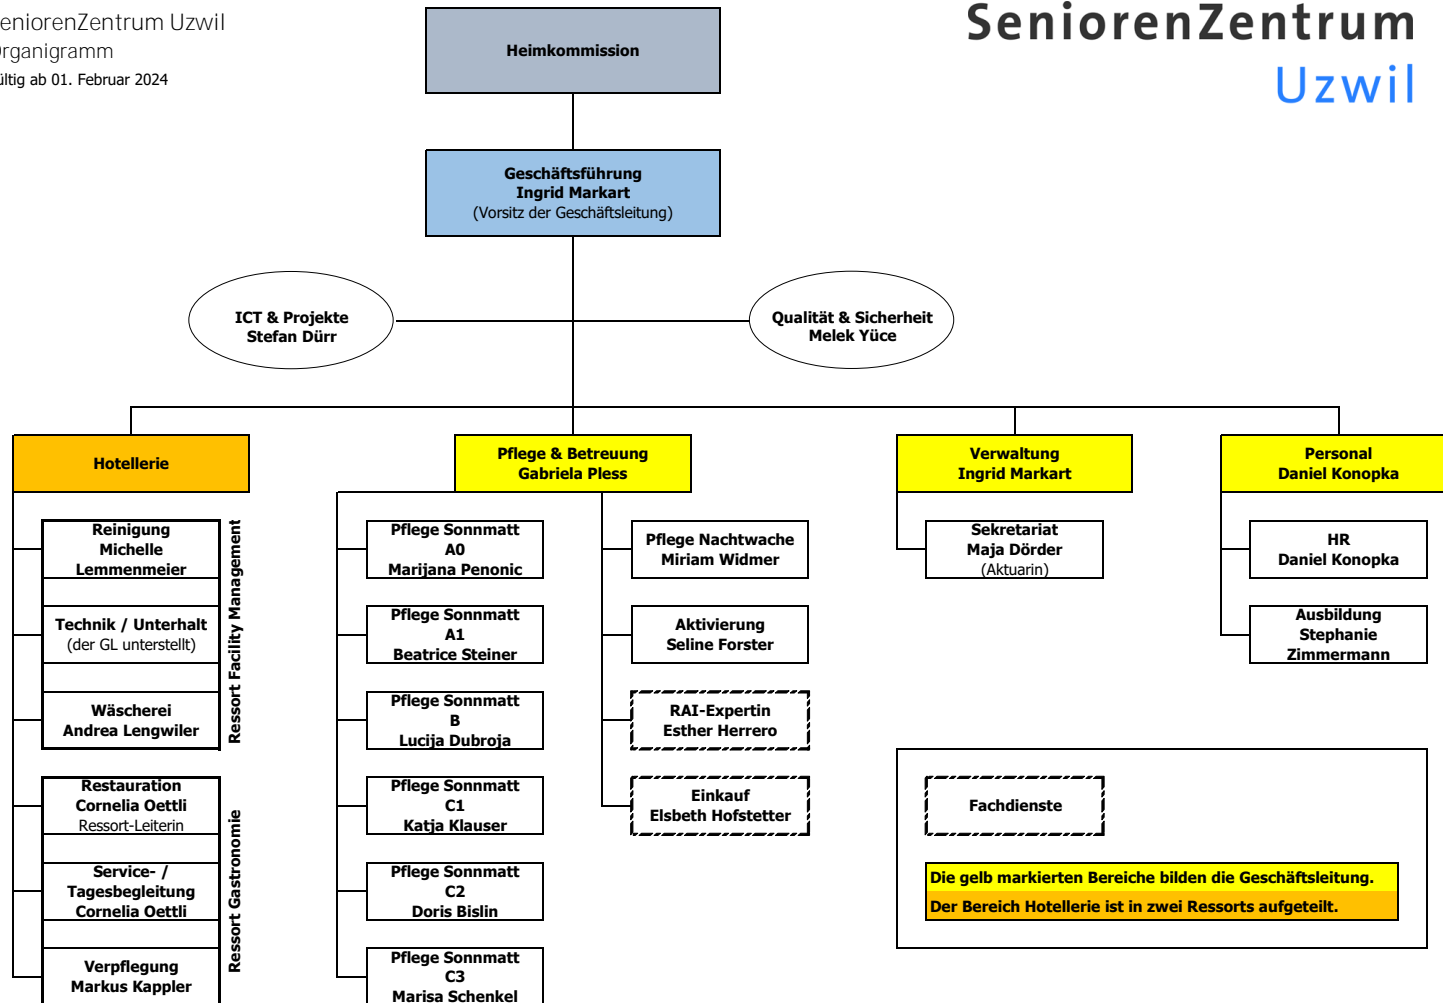 eniorenZentrum Uzwil
rganigramm
ültig ab 01. Februar 2024
SeniorenZentrum
Uzwil
Heimkommission
Geschäftsführung
Ingrid Markart
(Vorsitz der Geschäftsleitung)
ICT & Projekte
Stefan Dürr
Qualität & Sicherheit
Melek Yüce
Hotellerie
Pflege & Betreuung
Gabriela Pless
Verwaltung
Ingrid Markart
Personal
Daniel Konopka
Reinigung
Michelle
Lemmenmeier
Technik / Unterhalt
(der GL unterstellt)
Wäscherei
Andrea Lengwiler
Ressort Facility Management
Restauration
Cornelia Oettli
Ressort-Leiterin
Service- /
Tagesbegleitung
Cornelia Oettli
Verpflegung
Markus Kappler
Ressort Gastronomie
Pflege Sonnmatt
A0
Marijana Penonic
Pflege Sonnmatt
A1
Beatrice Steiner
Pflege Sonnmatt
B
Lucija Dubroja
Pflege Sonnmatt
C1
Katja Klauser
Pflege Sonnmatt
C2
Doris Bislin
Pflege Sonnmatt
C3
Marisa Schenkel
Pflege Nachtwache
Miriam Widmer
Aktivierung
Seline Forster
RAI-Expertin
Esther Herrero
Einkauf
Elsbeth Hofstetter
Sekretariat
Maja Dörder
(Aktuarin)
HR
Daniel Konopka
Ausbildung
Stephanie
Zimmermann
Fachdienste
Die gelb markierten Bereiche bilden die Geschäftsleitung.
Der Bereich Hotellerie ist in zwei Ressorts aufgeteilt.